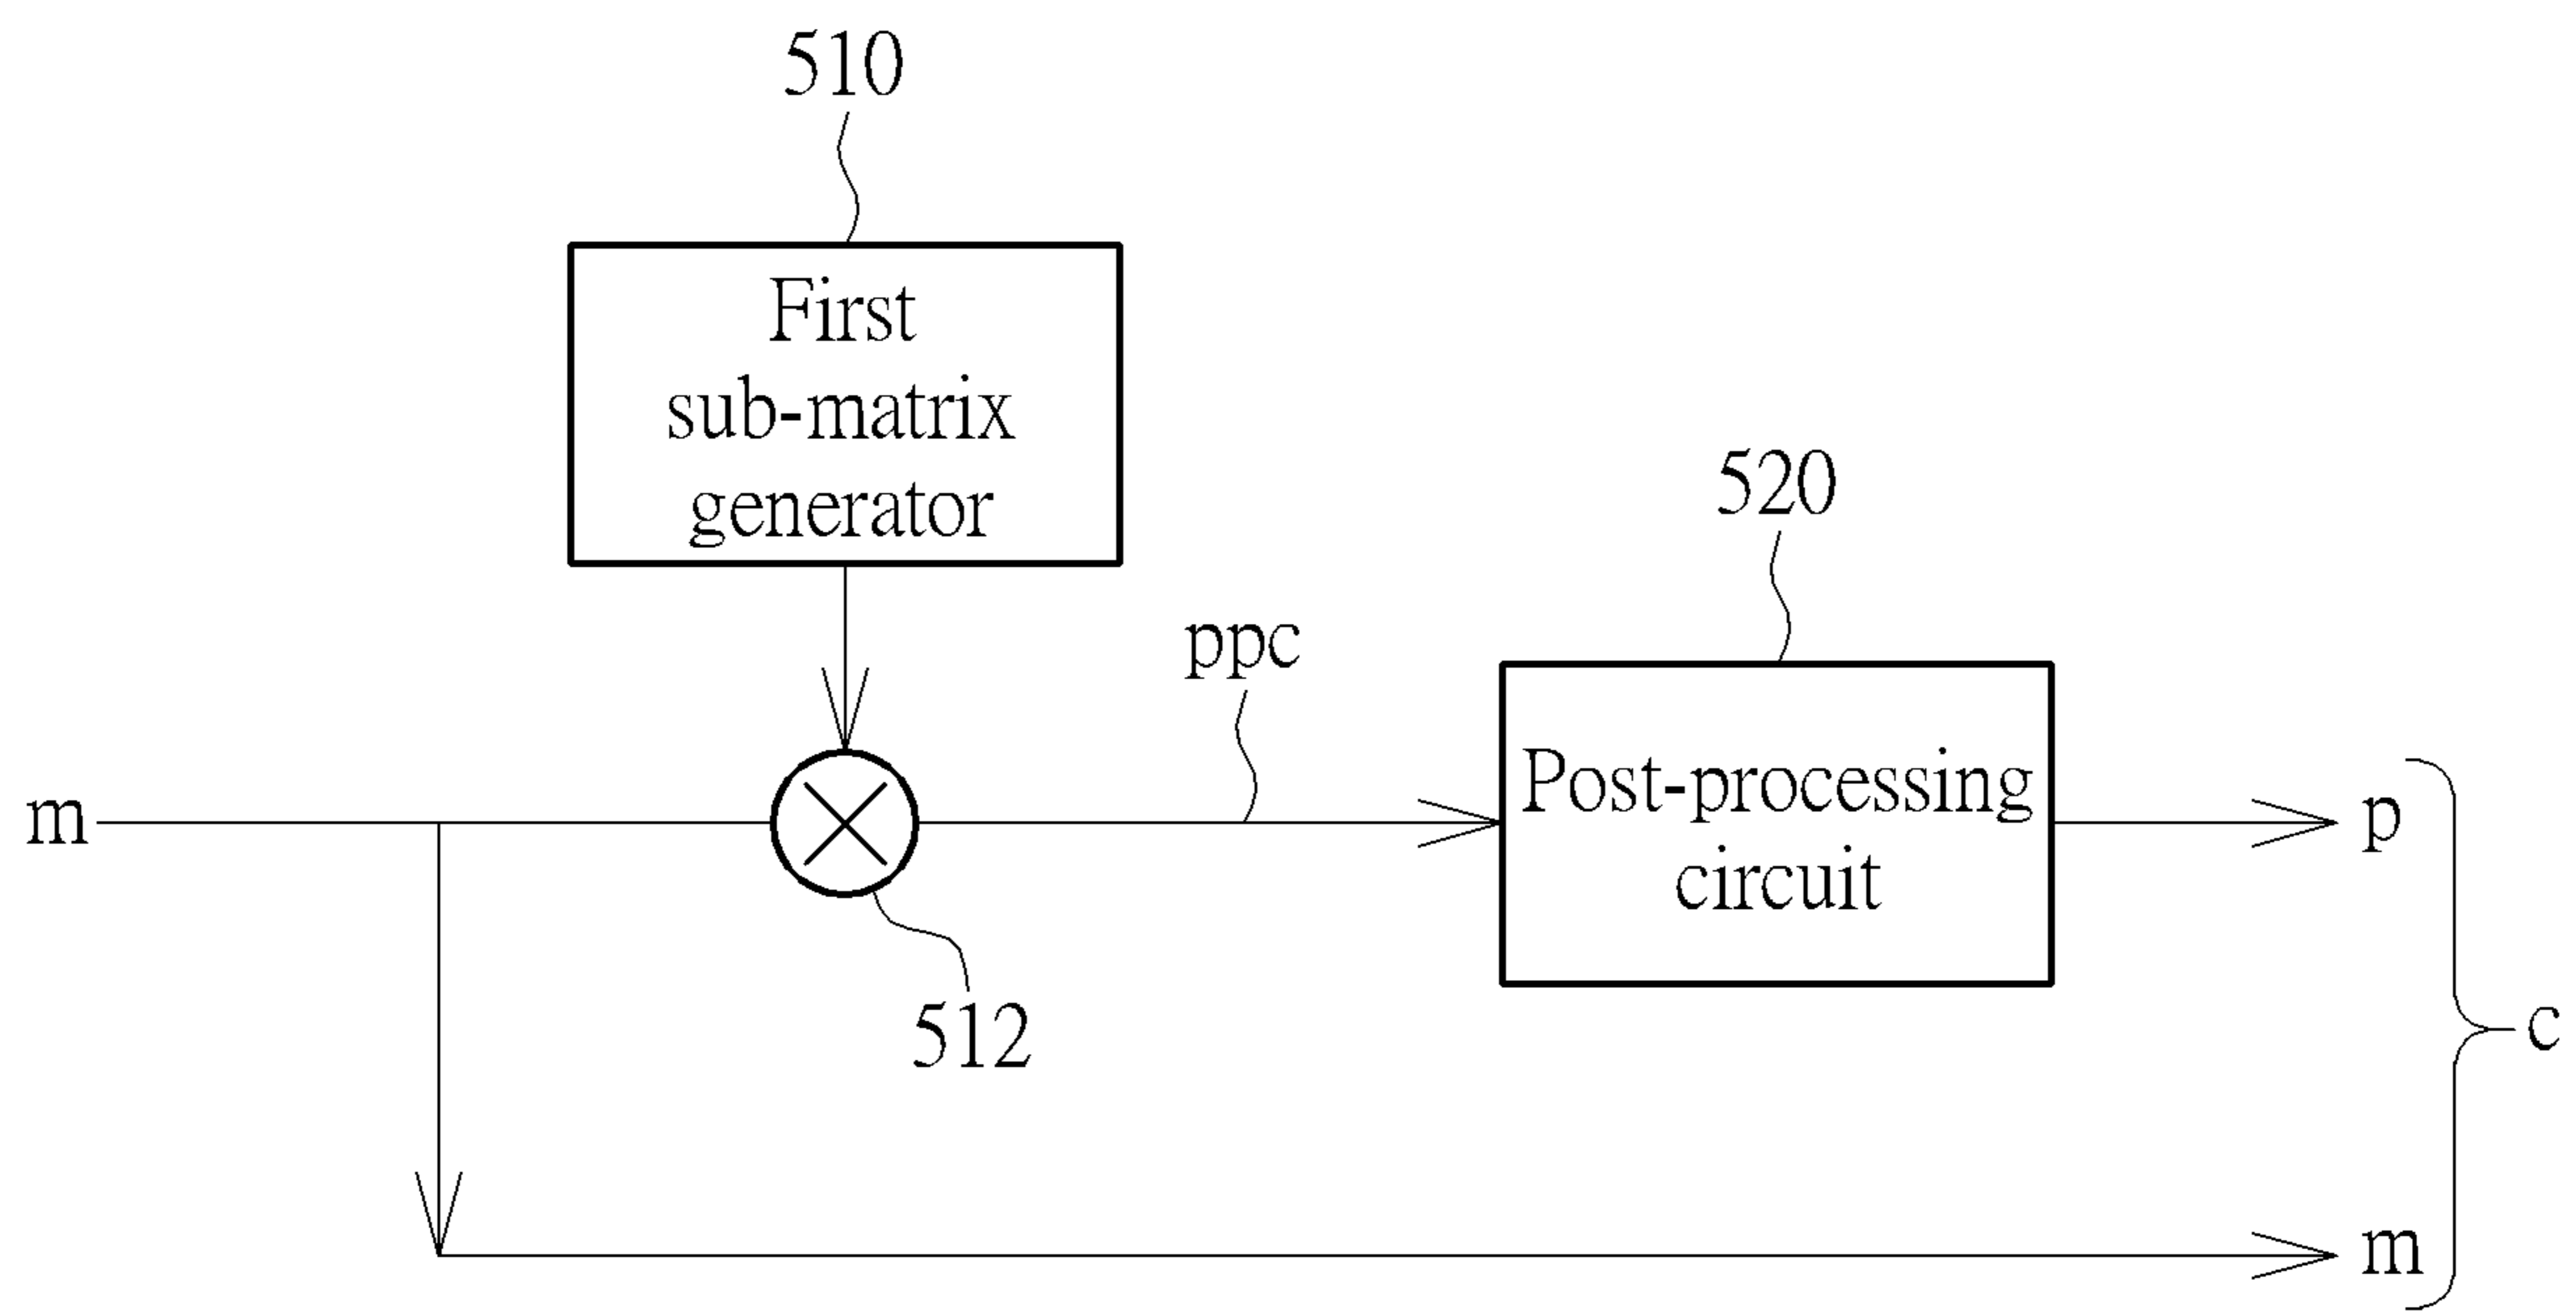 510
First
sub-matrix
generator
520
ppc
m
Post-processing
circuit
p
512
c
m